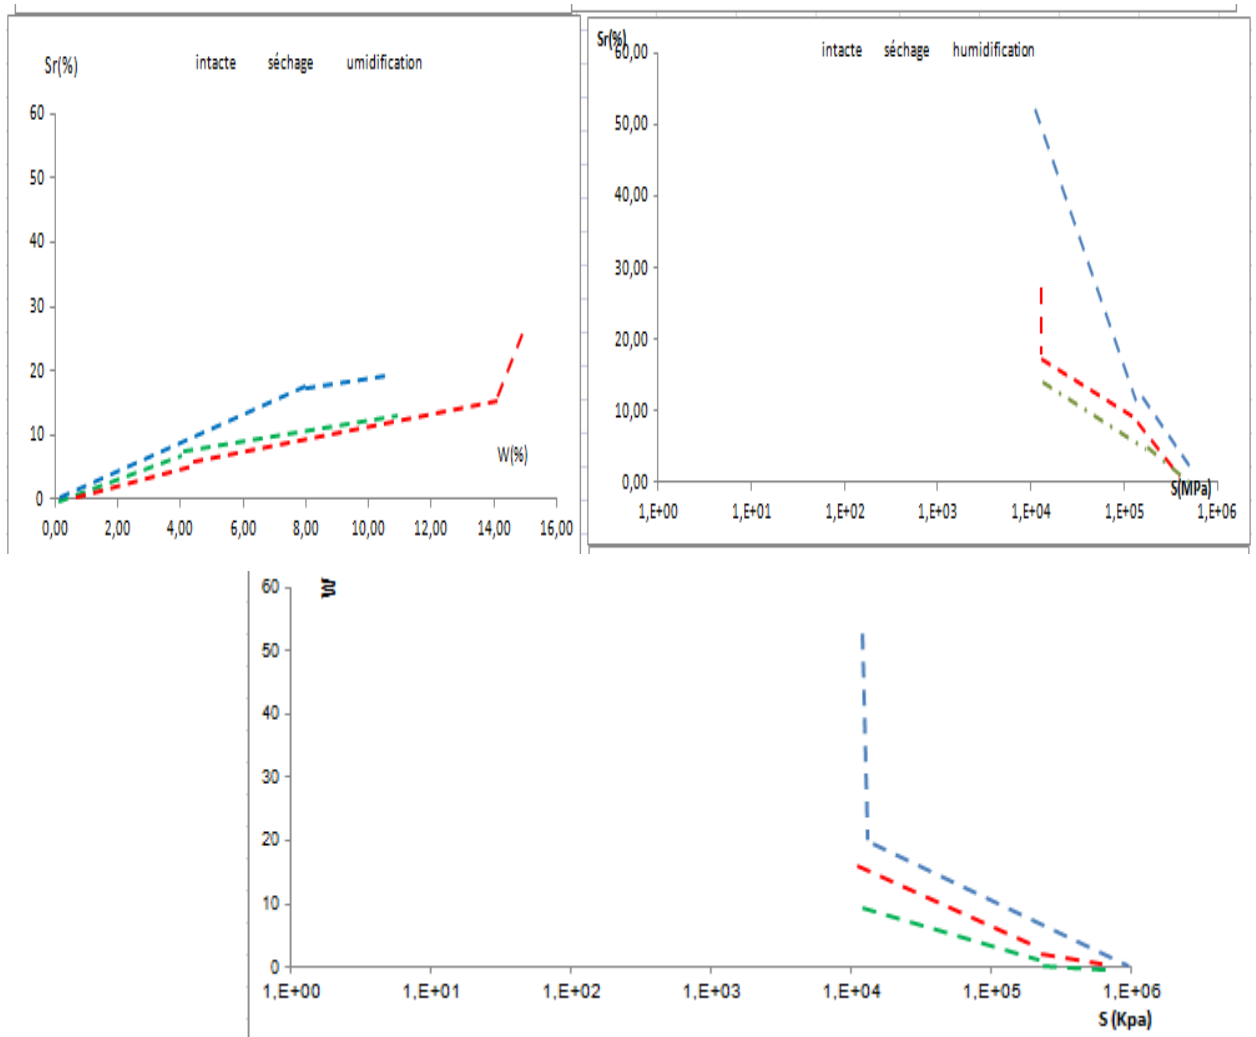 Sr(%)
intacte séchage umidification
60
50
40
30
20
10
0
W(%)
0,00 2,00 4,00 6,00 8,00 10,00 12,00 14,00 16,00
Sr(%)
intacte séchage humidification
60,00
50,00
40,00
30,00
20,00
10,00
0,00
S(MPa)
1,E+00 1,E+01 1,E+02 1,E+03 1,E+04 1,E+05 1,E+06
60
50
40
30
20
10
0
1,E+00 1,E+01 1,E+02 1,E+03 1,E+04 1,E+05 1,E+06
S (Kpa)